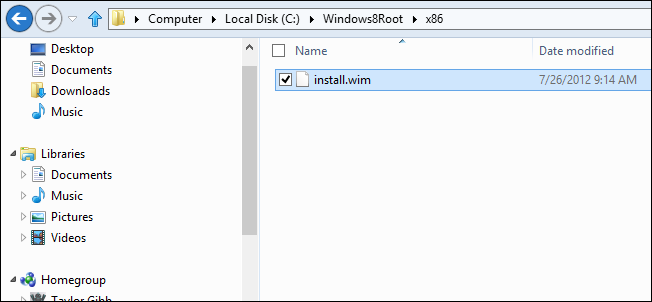 Computer Local Disk (C:) Windows8Root x86
Name Date modified
install.wim 7/26/2012 9:14 AM
Desktop
Documents
Downloads
Music
Libraries
Documents
Music
Pictures
Videos
Homegroup
Taylor Gibb